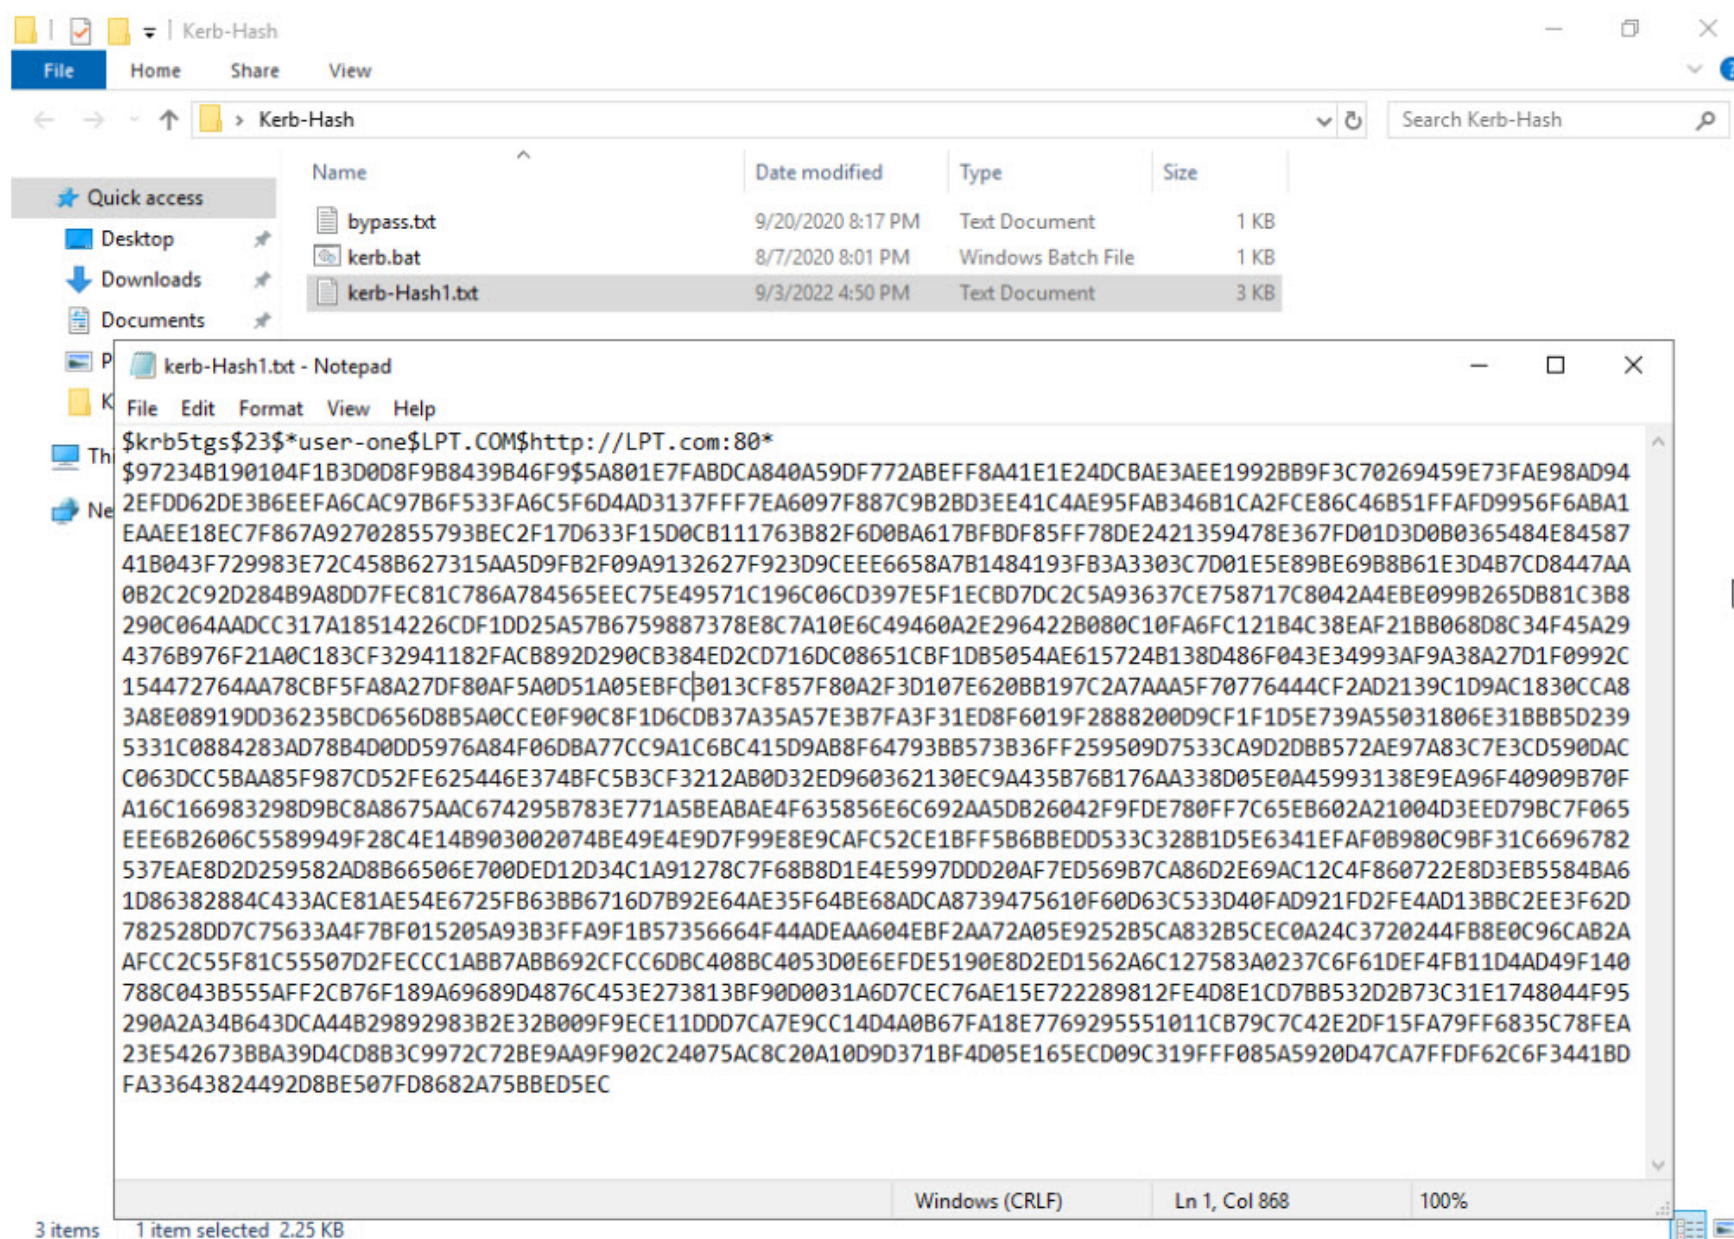 Kerb-Hash
File Home Share View
Kerb-Hash
Search Kerb-Hash
Name Date modified Type Size
Quick access
bypass.txt 9/20/2020 8:17 PM Text Document 1 KB
Desktop
kerb.bat 8/7/2020 8:01 PM Windows Batch File 1 KB
Downloads
kerb-Hash1.txt 9/3/2022 4:50 PM Text Document 3 KB
Documents
P
K
Thi
Ne
kerb-Hash1.txt - Notepad
File Edit Format View Help
$krb5tgs$23$*user-one$LPT.COM$http://LPT.com:80*
$97234B190104F1B3D0D8F9B8439B46F9$5A801E7FABDCA840A59DF772ABEFF8A41E1E24DCBAE3AEE1992BB9F3C70269459E73FAE98AD94
2EFDD62DE3B6EEFA6CAC97B6F533FA6C5F6D4AD3137FFF7EA6097F887C9B2BD3EE41C4AE95FAB346B1CA2FCE86C46B51FFAFD9956F6ABA1
EAAEE18EC7F867A92702855793BEC2F17D633F15D0CB111763B82F6D0BA617BFBDF85FF78DE2421359478E367FD01D3D0B0365484E84587
41B043F729983E72C458B627315AA5D9FB2F09A9132627F923D9CEEE6658A7B1484193FB3A3303C7D01E5E89BE69B8B61E3D4B7CD8447AA
0B2C2C92D284B9A8DD7FEC81C786A784565EEC75E49571C196C06CD397E5F1ECBD7DC2C5A93637CE758717C8042A4EBE099B265DB81C3B8
290C064AADCC317A18514226CDF1DD25A57B6759887378E8C7A10E6C49460A2E296422B080C10FA6FC121B4C38EAF21BB068D8C34F45A29
4376B976F21A0C183CF32941182FACB892D290CB384ED2CD716DC08651CBF1DB5054AE615724B138D486F043E34993AF9A38A27D1F0992C
154472764AA78CBF5FA8A27DF80AF5A0D51A05EBFC3013CF857F80A2F3D107E620BB197C2A7AAA5F70776444CF2AD2139C1D9AC1830CCA8
3A8E08919DD36235BCD656D8B5A0CCE0F90C8F1D6CDB37A35A57E3B7FA3F31ED8F6019F2888200D9CF1F1D5E739A55031806E31BBB5D239
5331C0884283AD78B4D0DD5976A84F06DBA77CC9A1C6BC415D9AB8F64793BB573B36FF259509D7533CA9D2DBB572AE97A83C7E3CD590DAC
C063DCC5BAA85F987CD52FE625446E374BFC5B3CF3212AB0D32ED960362130EC9A435B76B176AA338D05E0A45993138E9EA96F40909B70F
A16C166983298D9BC8A8675AAC674295B783E771A5BEABAE4F635856E6C692AA5DB26042F9FDE780FF7C65EB602A21004D3EED79BC7F065
EEE6B2606C5589949F28C4E14B903002074BE49E4E9D7F99E8E9CAFC52CE1BFF5B6BBEDD533C328B1D5E6341EFAF0B980C9BF31C6696782
537EAE8D2D259582AD8B66506E700DED12D34C1A91278C7F68B8D1E4E5997DDD20AF7ED569B7CA86D2E69AC12C4F860722E8D3EB5584BA6
1D86382884C433ACE81AE54E6725FB63BB6716D7B92E64AE35F64BE68ADCA8739475610F60D63C533D40FAD921FD2FE4AD13BBC2EE3F62D
782528DD7C75633A4F7BF015205A93B3FFA9F1B57356664F44ADEAA604EBF2AA72A05E9252B5CA832B5CEC0A24C3720244FB8E0C96CAB2A
AFCC2C55F81C55507D2FECCC1ABB7ABB692CFCC6DBC408BC4053D0E6EFDE5190E8D2ED1562A6C127583A0237C6F61DEF4FB11D4AD49F140
788C043B555AFF2CB76F189A69689D4876C453E273813BF90D0031A6D7CEC76AE15E722289812FE4D8E1CD7BB532D2B73C31E1748044F95
290A2A34B643DCA44B29892983B2E32B009F9ECE11DDD7CA7E9CC14D4A0B67FA18E7769295551011CB79C7C42E2DF15FA79FF6835C78FEA
23E542673BBA39D4CD8B3C9972C72BE9AA9F902C24075AC8C20A10D9D371BF4D05E165ECD09C319FFF085A5920D47CA7FFDF62C6F3441BD
FA33643824492D8BE507FD8682A75BBED5EC
Windows (CRLF) Ln 1, Col 868 100%
3 items 1 item selected 2.25 KB